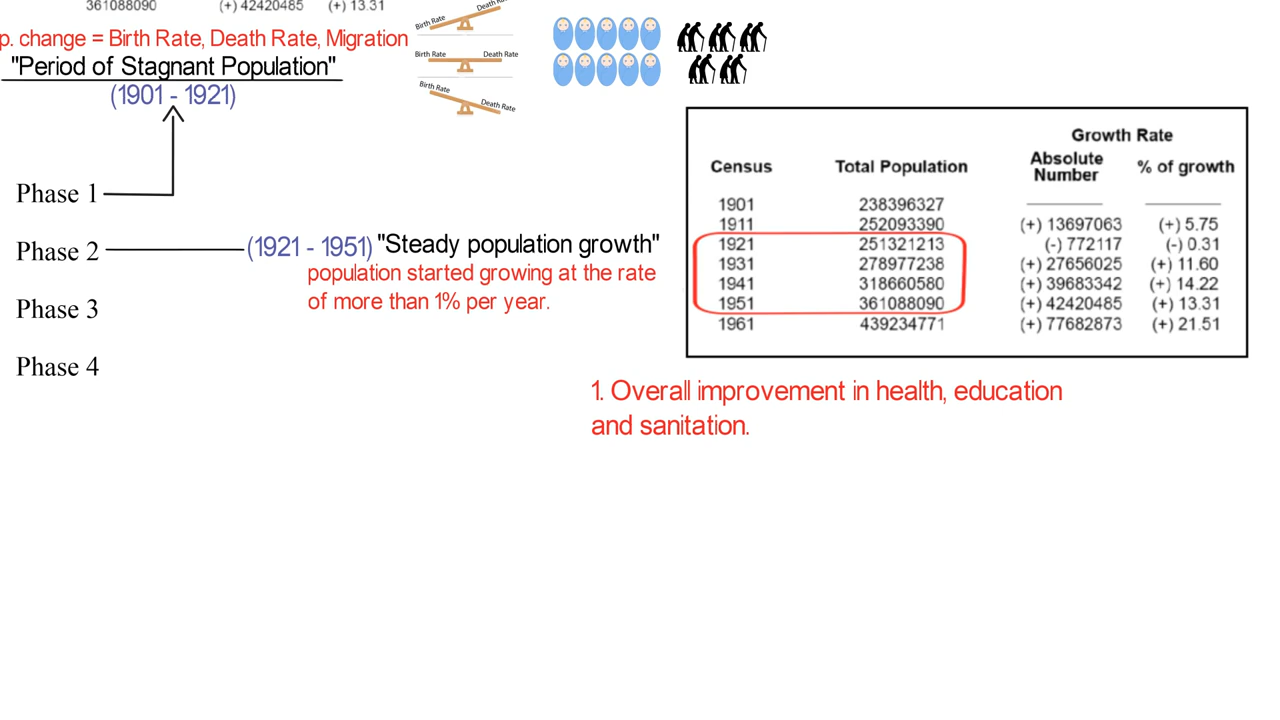 361088090 (+) 42420485 (+) 13.31
p. change = Birth Rate, Death Rate, Migration
"Period of Stagnant Population"
(1901 - 1921)
Birth Rate
Birth Rate Death Rate
Birth Rate Death Rate
Phase 1
Phase 2
(1921 - 1951) "Steady population growth"
population started growing at the rate
of more than 1% per year.
Phase 3
Phase 4
Growth Rate
Census Total Population Absolute Number % of growth
1901 238396327
1911 252093390 (+) 13697063 (+) 5.75
1921 251321213 (-) 772117 (-) 0.31
1931 278977238 (+) 27656025 (+) 11.60
1941 318660580 (+) 39683342 (+) 14.22
1951 361088090 (+) 42420485 (+) 13.31
1961 439234771 (+) 77682873 (+) 21.51
1. Overall improvement in health, education
and sanitation.